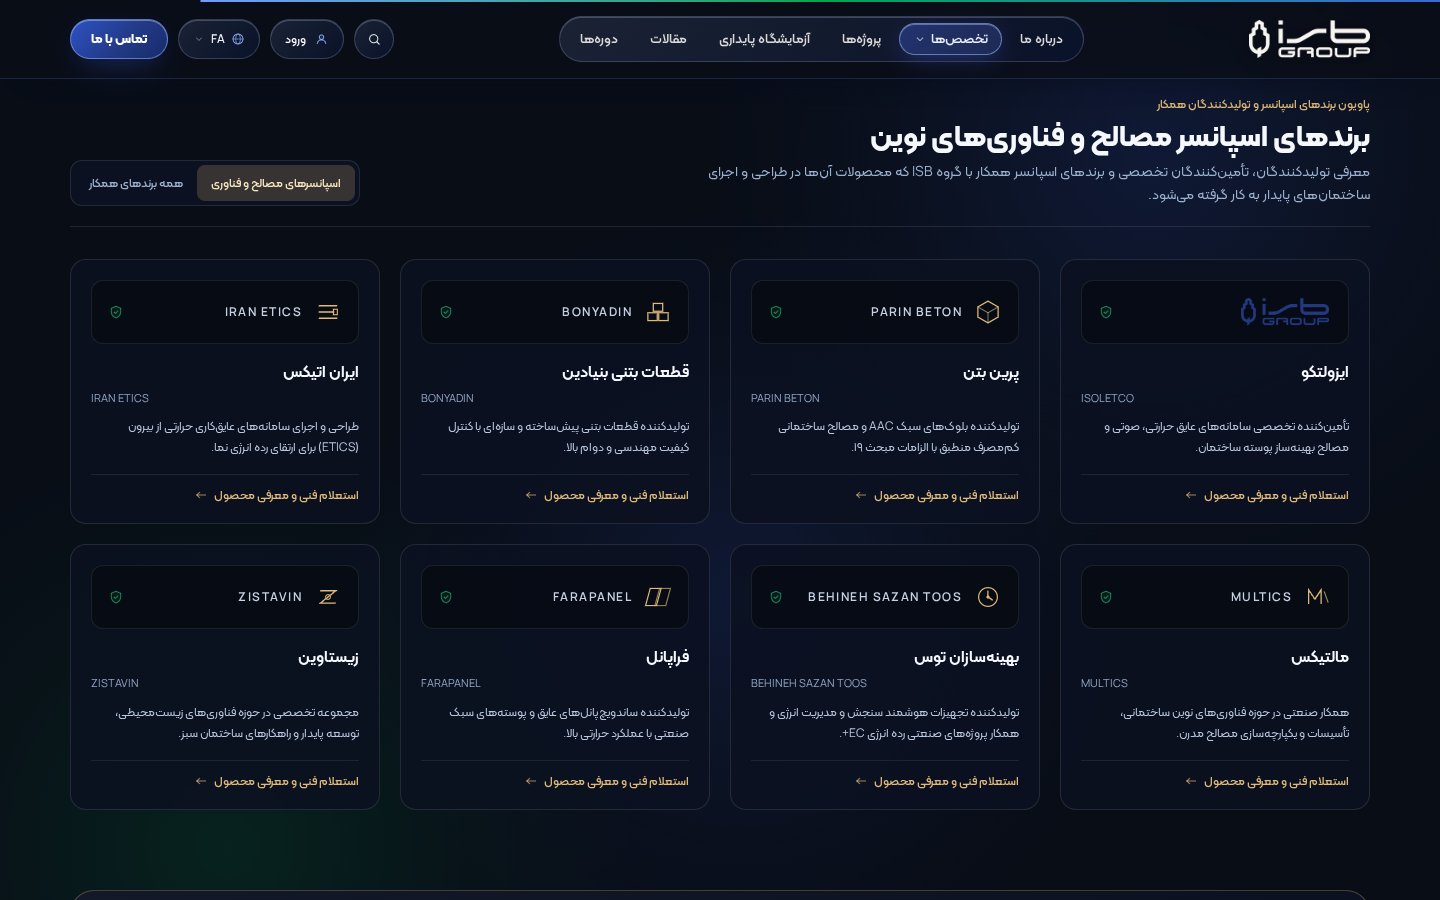 isb GROUP
درباره ما
تخصص‌ها
پروژه‌ها
آزمایشگاه پایداری
مقالات
دوره‌ها
ورود
FA
تماس با ما
پاویون برندهای اسپانسر و تولیدکنندگان همکار
برندهای اسپانسر مصالح و فناوری‌های نوین
معرفی تولیدکنندگان، تأمین‌کنندگان تخصصی و برندهای اسپانسر همکار با گروه ISB که محصولات آن‌ها در طراحی و اجرای
ساختمان‌های پایدار به کار گرفته می‌شود.
اسپانسرهای مصالح و فناوری
همه برندهای همکار
isb GROUP
ایزولتکو
ISOLETCO
تأمین‌کننده تخصصی سامانه‌های عایق حرارتی، صوتی و
مصالح بهینه‌ساز پوسته ساختمان.
استعلام فنی و معرفی محصول ←
PARIN BETON
پرین بتن
PARIN BETON
تولیدکننده بلوک‌های سبک AAC و مصالح ساختمانی
کم‌مصرف منطبق با الزامات مبحث ۱۹.
استعلام فنی و معرفی محصول ←
BONYADIN
قطعات بتنی بنیادین
BONYADIN
تولیدکننده قطعات بتنی پیش‌ساخته و سازه‌ای با کنترل
کیفیت مهندسی و دوام بالا.
استعلام فنی و معرفی محصول ←
IRAN ETICS
ایران اتیکس
IRAN ETICS
طراحی و اجرای سامانه‌های عایق‌کاری حرارتی از بیرون
(ETICS) برای ارتقای رده انرژی نما.
استعلام فنی و معرفی محصول ←
MULTICS
مالتیکس
MULTICS
همکار صنعتی در حوزه فناوری‌های نوین ساختمانی،
تأسیسات و یکپارچه‌سازی مصالح مدرن.
استعلام فنی و معرفی محصول ←
BEHINEH SAZAN TOOS
بهینه‌سازان توس
BEHINEH SAZAN TOOS
تولیدکننده تجهیزات هوشمند سنجش و مدیریت انرژی و
همکار پروژه‌های صنعتی رده انرژی EC+.
استعلام فنی و معرفی محصول ←
FARAPANEL
فراپانل
FARAPANEL
تولیدکننده ساندویچ‌پانل‌های عایق و پوسته‌های سبک
صنعتی با عملکرد حرارتی بالا.
استعلام فنی و معرفی محصول ←
ZISTAVIN
زیستاوین
ZISTAVIN
مجموعه تخصصی در حوزه فناوری‌های زیست‌محیطی،
توسعه پایدار و راهکارهای ساختمان سبز.
استعلام فنی و معرفی محصول ←